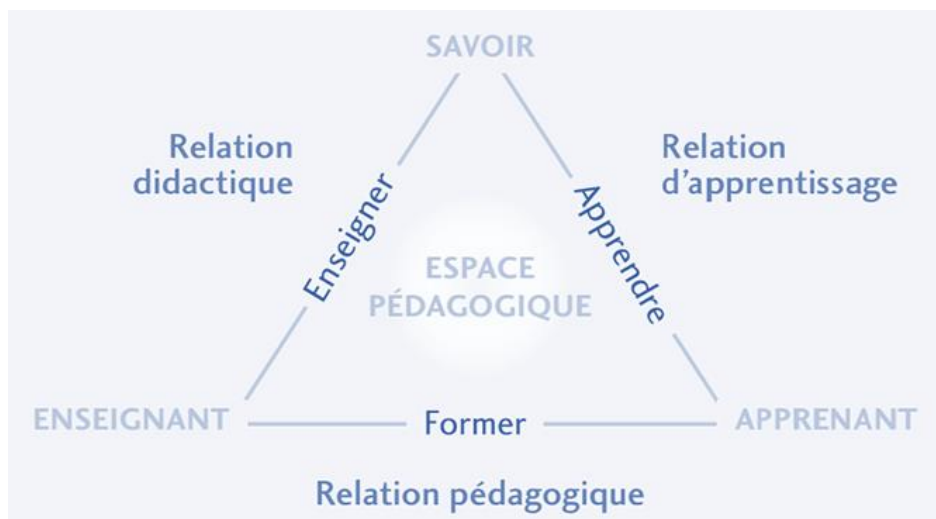 SAVOIR
Relation
didactique
Relation
d'apprentissage
Enseigner
Apprendre
ESPACE
PÉDAGOGIQUE
ENSEIGNANT
Former
APPRENANT
Relation pédagogique